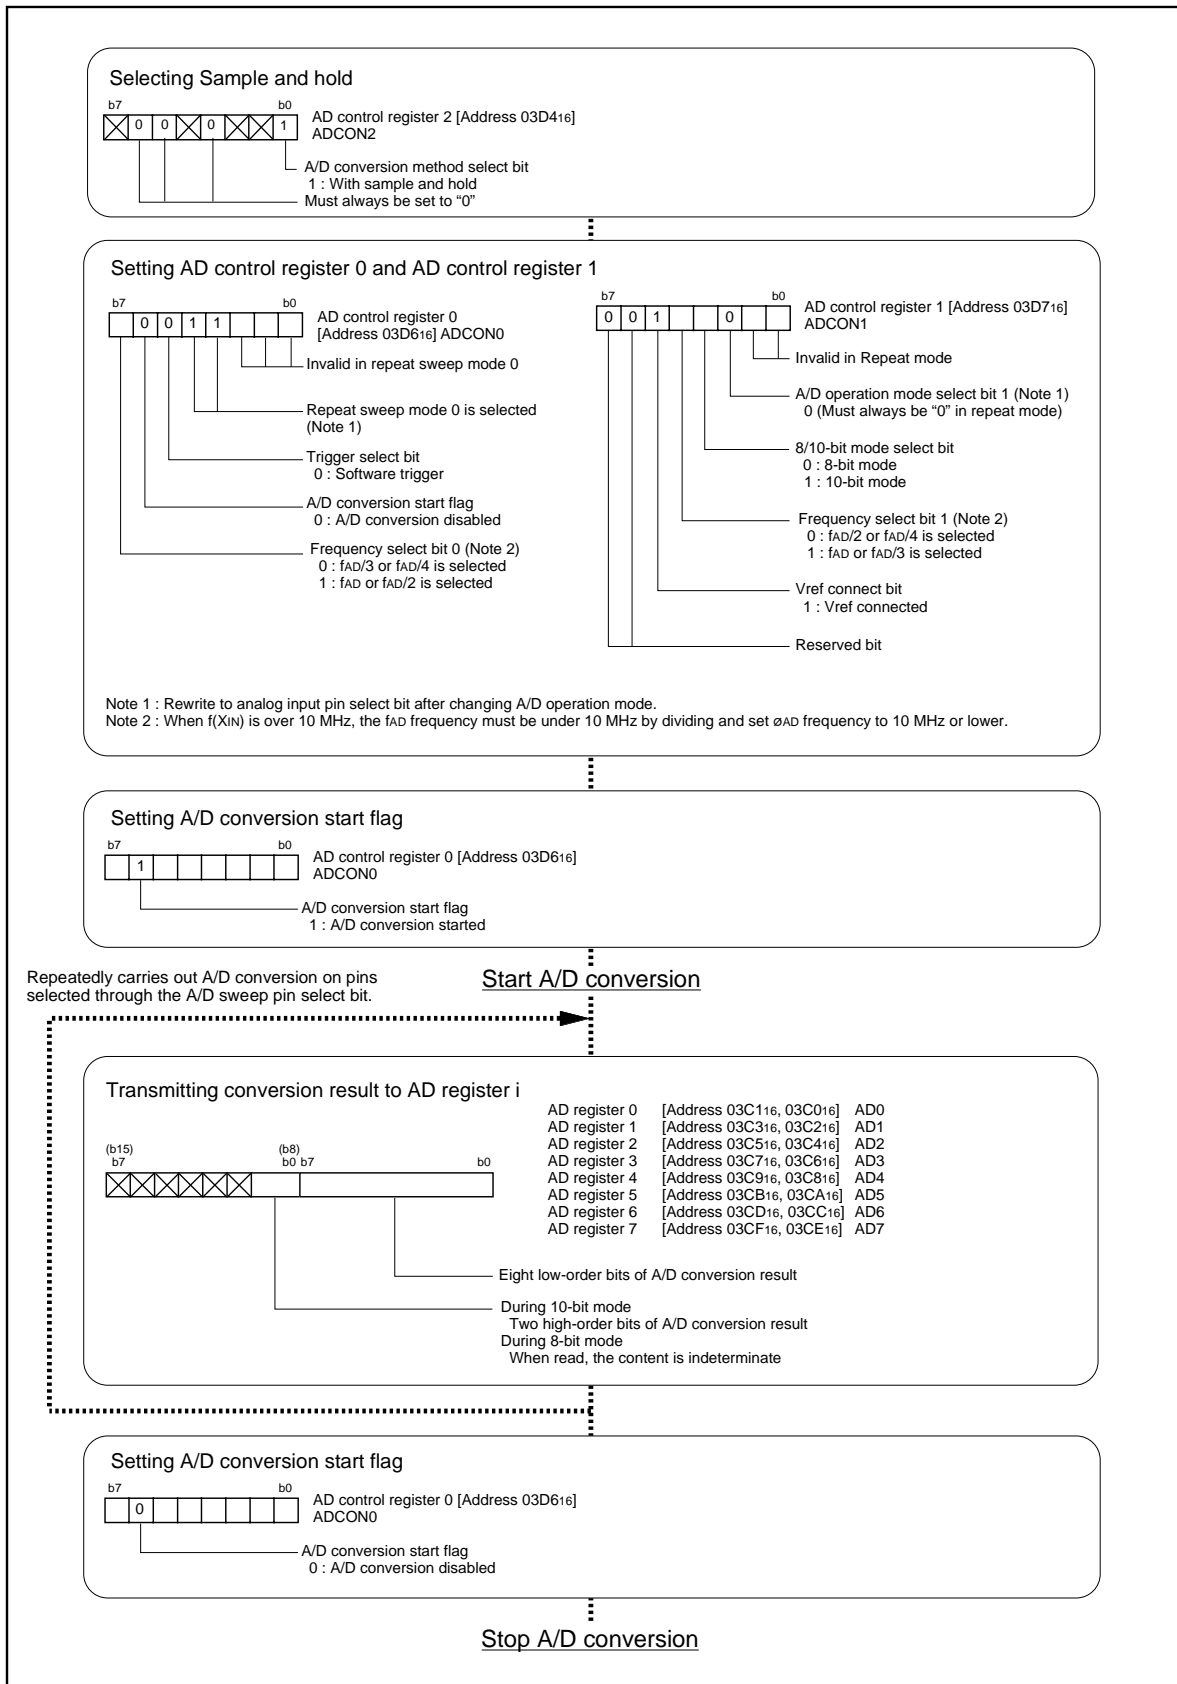 Selecting Sample and hold
b7 b0
0 0 0 1
AD control register 2 [Address 03D416]
ADCON2
A/D conversion method select bit
1 : With sample and hold
Must always be set to “0”
Setting AD control register 0 and AD control register 1
b7 b0
0 0 1 1
AD control register 0
[Address 03D616] ADCON0
Invalid in repeat sweep mode 0
Repeat sweep mode 0 is selected
(Note 1)
Trigger select bit
0 : Software trigger
A/D conversion start flag
0 : A/D conversion disabled
Frequency select bit 0 (Note 2)
0 : fAD/3 or fAD/4 is selected
1 : fAD or fAD/2 is selected
b7 b0
0 0 1 0
AD control register 1 [Address 03D716]
ADCON1
Invalid in Repeat mode
A/D operation mode select bit 1 (Note 1)
0 (Must always be “0” in repeat mode)
8/10-bit mode select bit
0 : 8-bit mode
1 : 10-bit mode
Frequency select bit 1 (Note 2)
0 : fAD/2 or fAD/4 is selected
1 : fAD or fAD/3 is selected
Vref connect bit
1 : Vref connected
Reserved bit
Note 1 : Rewrite to analog input pin select bit after changing A/D operation mode.
Note 2 : When f(XIN) is over 10 MHz, the fAD frequency must be under 10 MHz by dividing and set øAD frequency to 10 MHz or lower.
Setting A/D conversion start flag
b7 b0
1
AD control register 0 [Address 03D616]
ADCON0
A/D conversion start flag
1 : A/D conversion started
Start A/D conversion
Repeatedly carries out A/D conversion on pins
selected through the A/D sweep pin select bit.
Transmitting conversion result to AD register i
AD register 0 [Address 03C116, 03C016] AD0
AD register 1 [Address 03C316, 03C216] AD1
AD register 2 [Address 03C516, 03C416] AD2
AD register 3 [Address 03C716, 03C616] AD3
AD register 4 [Address 03C916, 03C816] AD4
AD register 5 [Address 03CB16, 03CA16] AD5
AD register 6 [Address 03CD16, 03CC16] AD6
AD register 7 [Address 03CF16, 03CE16] AD7
(b15) (b8)
b7 b0 b7 b0
Eight low-order bits of A/D conversion result
During 10-bit mode
Two high-order bits of A/D conversion result
During 8-bit mode
When read, the content is indeterminate
Setting A/D conversion start flag
b7 b0
0
AD control register 0 [Address 03D616]
ADCON0
A/D conversion start flag
0 : A/D conversion disabled
Stop A/D conversion